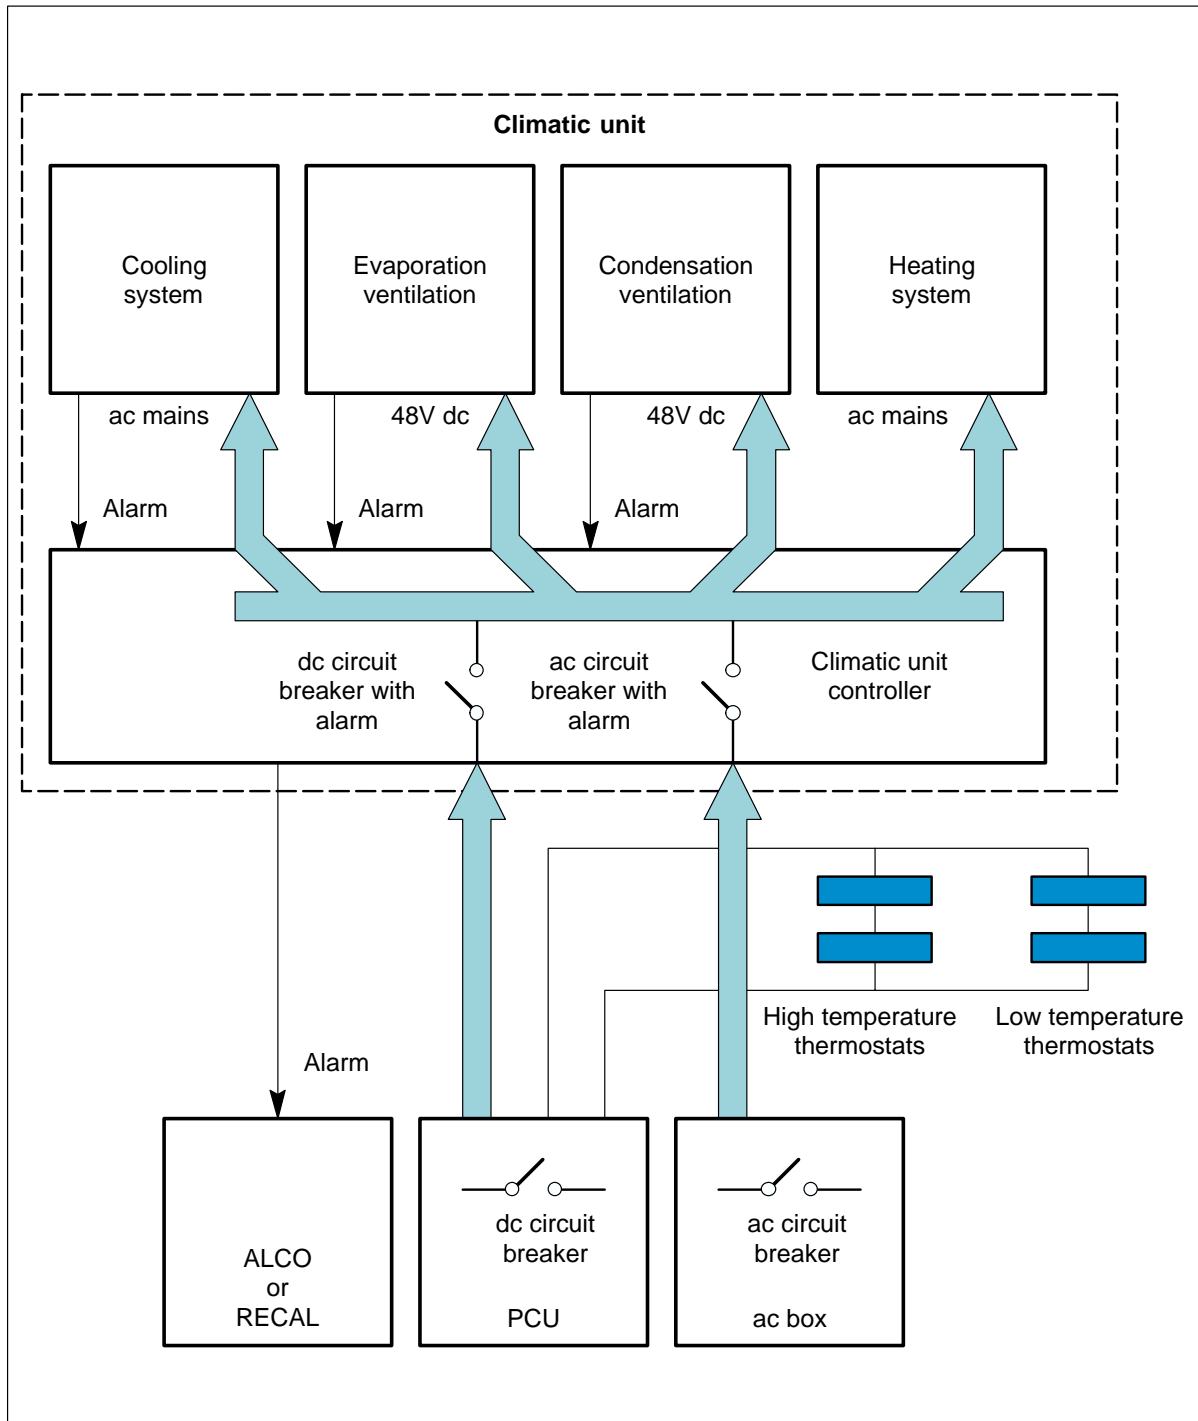 Climatic unit
Cooling
system
Evaporation
ventilation
Condensation
ventilation
Heating
system
ac mains
48V dc
48V dc
ac mains
Alarm
Alarm
Alarm
dc circuit
breaker with
alarm
ac circuit
breaker with
alarm
Climatic unit
controller
High temperature
thermostats
Low temperature
thermostats
Alarm
ALCO
or
RECAL
dc circuit
breaker
PCU
ac circuit
breaker
ac box